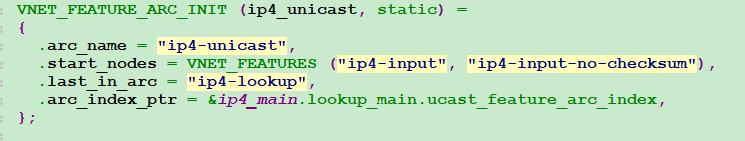 VNET_FEATURE_ARC_INIT (ip4_unicast, static) =
{
  .arc_name = "ip4-unicast",
  .start_nodes = VNET_FEATURES ("ip4-input", "ip4-input-no-checksum"),
  .last_in_arc = "ip4-lookup",
  .arc_index_ptr = &ip4_main.lookup_main.ucast_feature_arc_index,
};